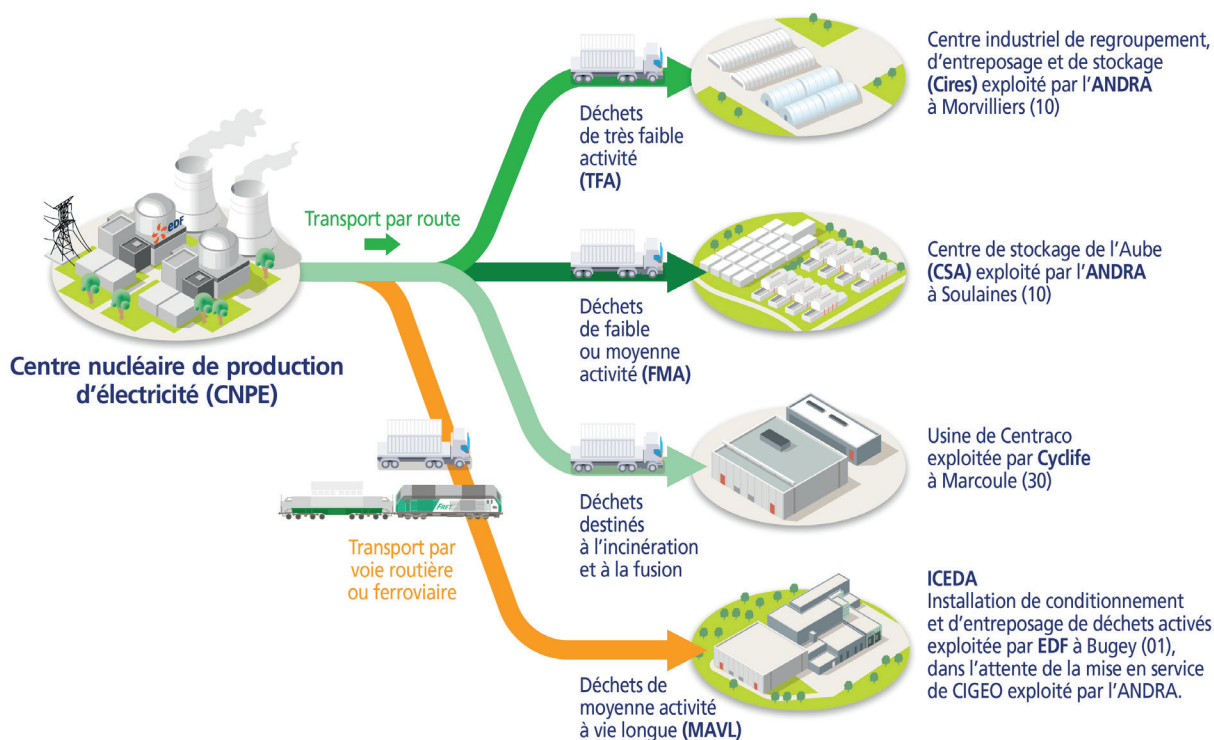 Centre industriel de regroupement,
d'entreposage et de stockage
(Cires) exploité par l'ANDRA
à Morvilliers (10)
Déchets
de très faible
activité
(TFA)
Transport par route
edf
Centre de stockage de l'Aube
(CSA) exploité par l'ANDRA
à Soulaines (10)
Déchets
de faible
ou moyenne
activité (FMA)
Centre nucléaire de production
d'électricité (CNPE)
Usine de Centraco
exploitée par Cyclife
à Marcoule (30)
Déchets
destinés
à l'incinération
et à la fusion
FRET
Transport par
voie routière
ou ferroviaire
ICEDA
Installation de conditionnement
et d'entreposage de déchets activés
exploitée par EDF à Bugey (01),
dans l'attente de la mise en service
de CIGEO exploité par l'ANDRA.
Déchets de
moyenne activité
à vie longue (MAVL)